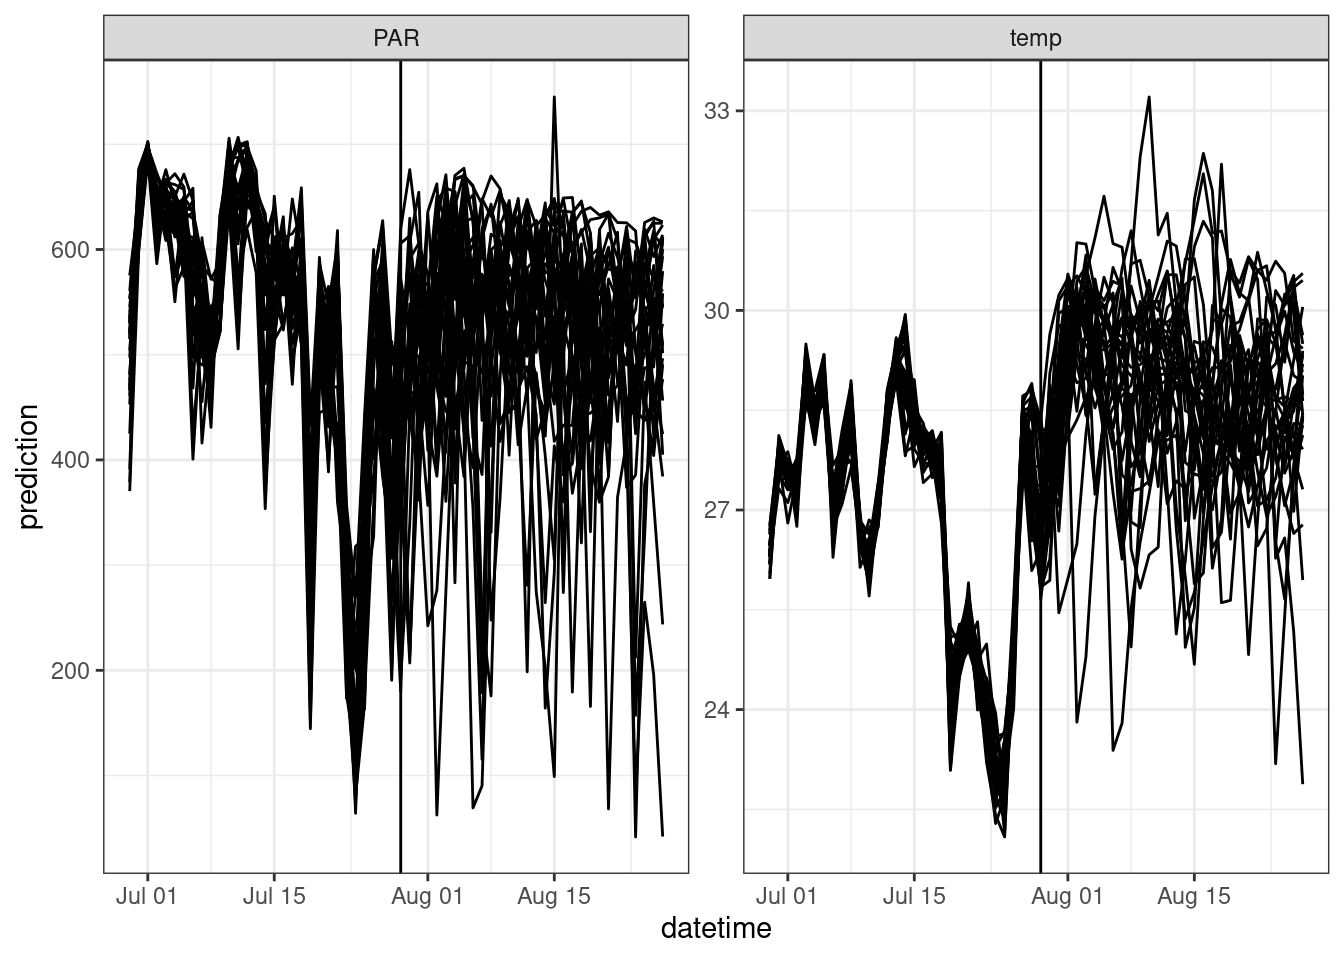 PAR
temp
prediction
600
400
200
33
30
27
24
Jul 01
Jul 15
Aug 01
Aug 15
Jul 01
Jul 15
Aug 01
Aug 15
datetime